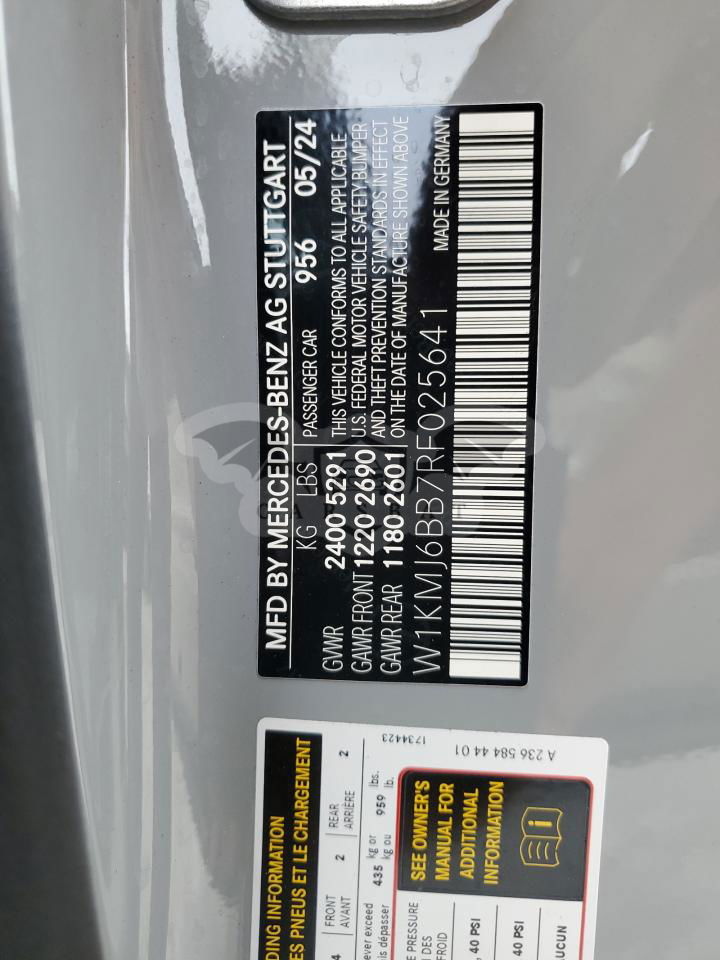 MFD BY MERCEDES-BENZ AG STUTTGART
KG LBS PASSENGER CAR 956 05/24
GVWR 2400 5291 THIS VEHICLE CONFORMS TO ALL APPLICABLE
GAWR FRONT 1220 2690 U.S. FEDERAL MOTOR VEHICLE SAFETY BUMPER
GAWR REAR 1180 2601 AND THEFT PREVENTION STANDARDS IN EFFECT
ON THE DATE OF MANUFACTURE SHOWN ABOVE
W1KMJ6BB7RF025641 MADE IN GERMANY
DING INFORMATION
ES PNEUS ET LE CHARGEMENT
4 FRONT 2 REAR 2
AVANT ARRIÈRE
ever exceed 435 kg or 959 lbs.
is dépasser kg ou lb.
PRESSURE
DES
FROID
, 40 PSI
40 PSI
AUCUN
SEE OWNER'S
MANUAL FOR
ADDITIONAL
INFORMATION
1734423
A 236 584 44 01